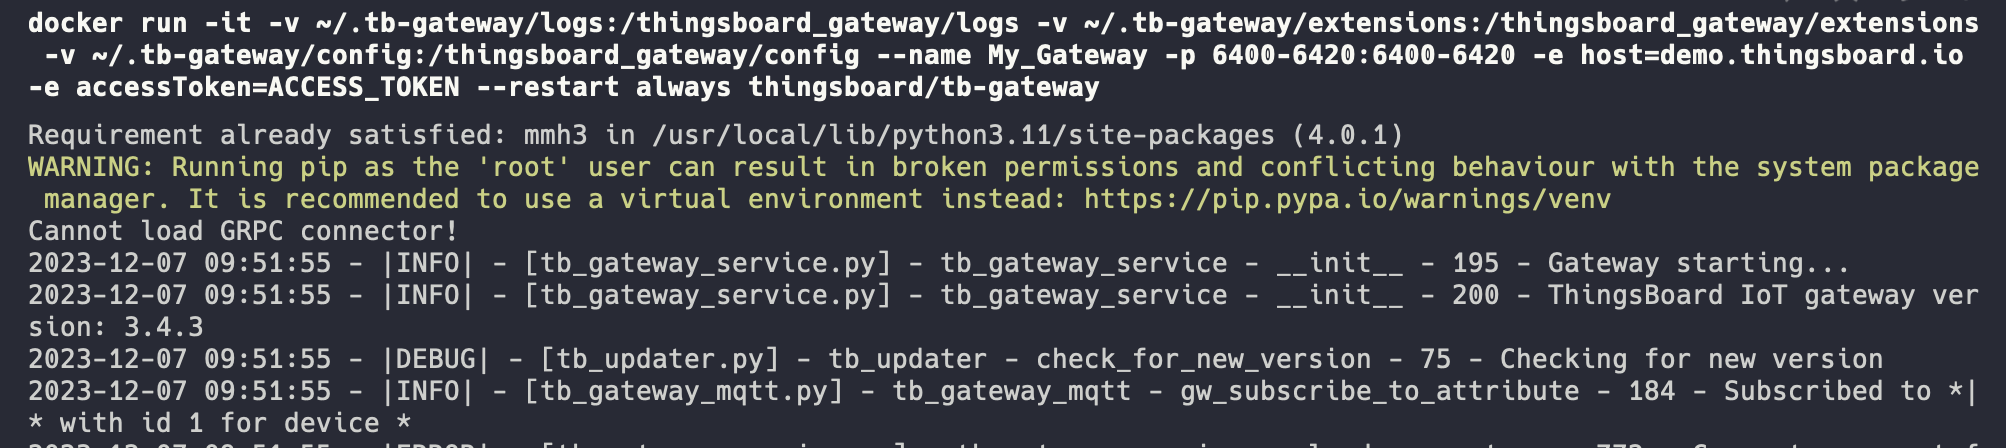 docker run -it -v ~/.tb-gateway/logs:/thingsboard_gateway/logs -v ~/.tb-gateway/extensions:/thingsboard_gateway/extensions
-v ~/.tb-gateway/config:/thingsboard_gateway/config --name My_Gateway -p 6400-6420:6400-6420 -e host=demo.thingsboard.io
-e accessToken=ACCESS_TOKEN --restart always thingsboard/tb-gateway
Requirement already satisfied: mmh3 in /usr/local/lib/python3.11/site-packages (4.0.1)
WARNING: Running pip as the 'root' user can result in broken permissions and conflicting behaviour with the system package
manager. It is recommended to use a virtual environment instead: https://pip.pypa.io/warnings/venv
Cannot load GRPC connector!
2023-12-07 09:51:55 - |INFO| - [tb_gateway_service.py] - tb_gateway_service - __init__ - 195 - Gateway starting...
2023-12-07 09:51:55 - |INFO| - [tb_gateway_service.py] - tb_gateway_service - __init__ - 200 - ThingsBoard IoT gateway ver
sion: 3.4.3
2023-12-07 09:51:55 - |DEBUG| - [tb_updater.py] - tb_updater - check_for_new_version - 75 - Checking for new version
2023-12-07 09:51:55 - |INFO| - [tb_gateway_mqtt.py] - tb_gateway_mqtt - gw_subscribe_to_attribute - 184 - Subscribed to *|
* with id 1 for device *